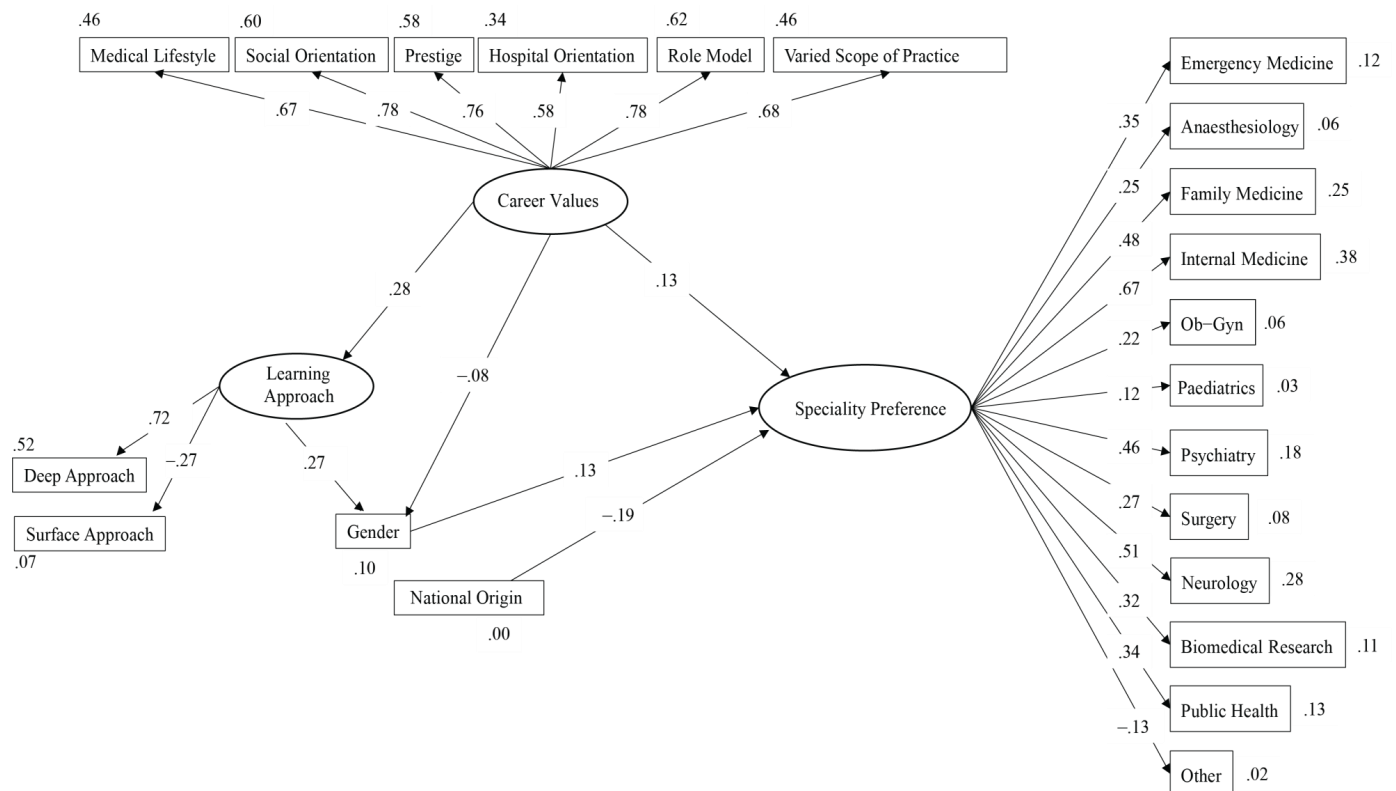 .46 .60 .58 .34 .62 .46
Medical Lifestyle Social Orientation Prestige Hospital Orientation Role Model Varied Scope of Practice
.67 .78 .76 .58 .78 .68
Career Values
.28
−.08
.13
Learning
Approach
.72
−.27
.52
Deep Approach
Surface Approach
.07
.27
Gender
.10
.13
−.19
National Origin
.00
Speciality Preference
.35
Emergency Medicine .12
.25
Anaesthesiology .06
.48
Family Medicine .25
.67
Internal Medicine .38
.22
Ob−Gyn .06
.12
Paediatrics .03
.46
Psychiatry .18
.27
Surgery .08
.51
Neurology .28
.32
Biomedical Research .11
.34
Public Health .13
−.13
Other .02